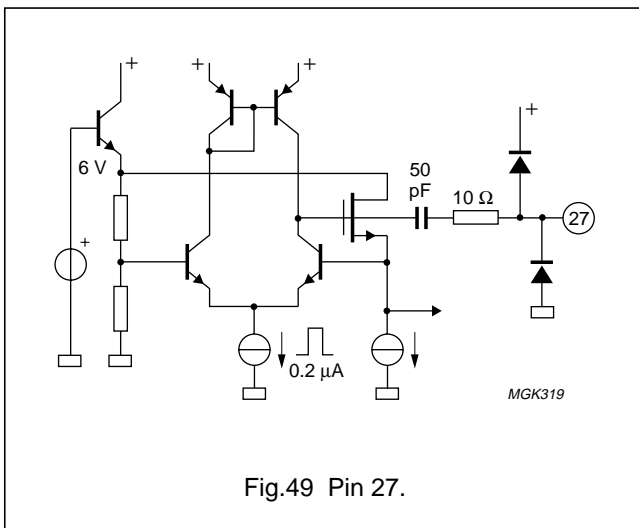 + + + +
50
pF
10 Ω
6 V
27
+
0.2 μA
MGK319
Fig.49 Pin 27.